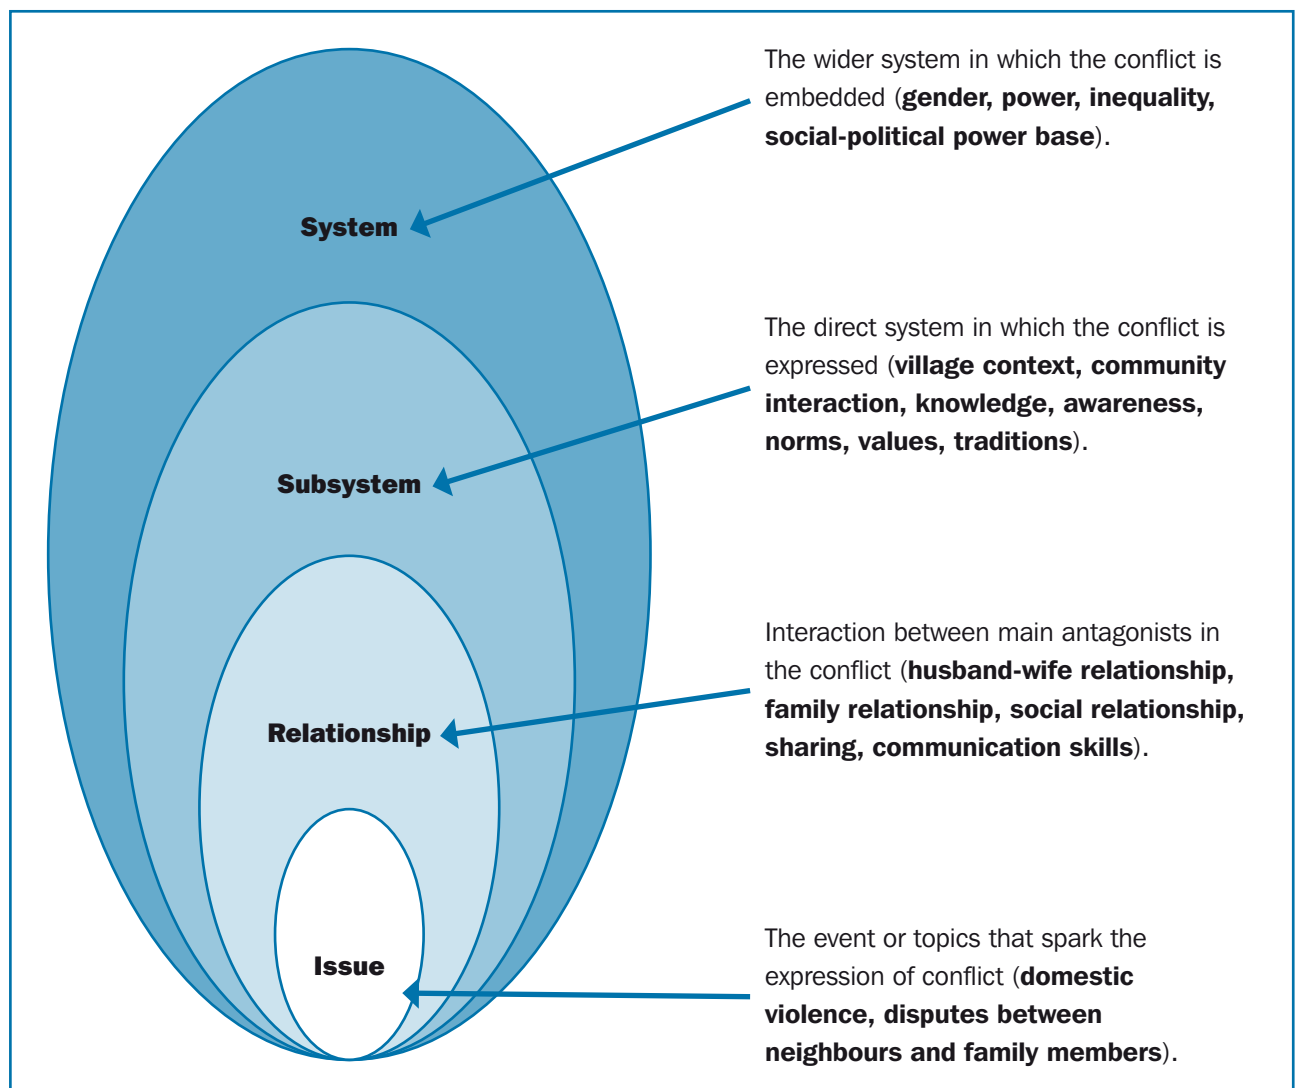 The wider system in which the conflict is
embedded (gender, power, inequality,
social-political power base).
System
The direct system in which the conflict is
expressed (village context, community
interaction, knowledge, awareness,
norms, values, traditions).
Subsystem
Interaction between main antagonists in
the conflict (husband-wife relationship,
family relationship, social relationship,
sharing, communication skills).
Relationship
The event or topics that spark the
expression of conflict (domestic
violence, disputes between
neighbours and family members).
Issue